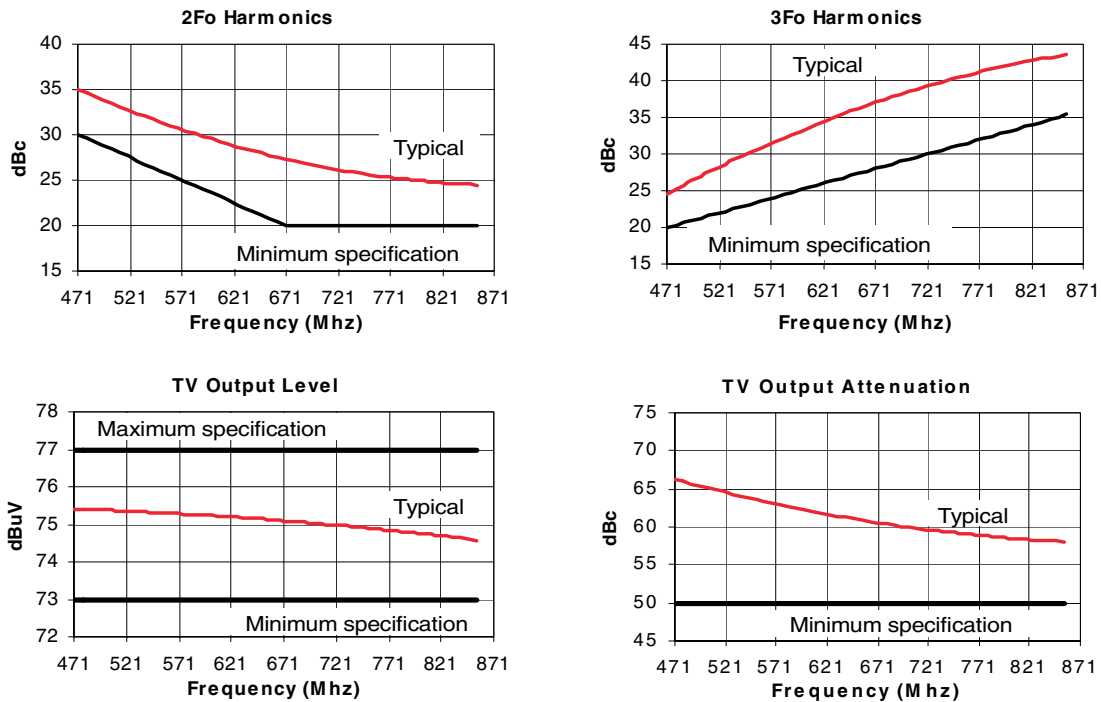 2Fo Harmonics
40
35
30
25
20
15
dBc
Typical
Minimum specification
471 521 571 621 671 721 771 821 871
Frequency (Mhz)
3Fo Harmonics
45
40
35
30
25
20
15
dBc
Typical
Minimum specification
471 521 571 621 671 721 771 821 871
Frequency (Mhz)
TV Output Level
78
77
76
75
74
73
72
dBuV
Maximum specification
Typical
Minimum specification
471 521 571 621 671 721 771 821 871
Frequency (Mhz)
TV Output Attenuation
75
70
65
60
55
50
45
dBc
Typical
Minimum specification
471 521 571 621 671 721 771 821 871
Frequency (Mhz)